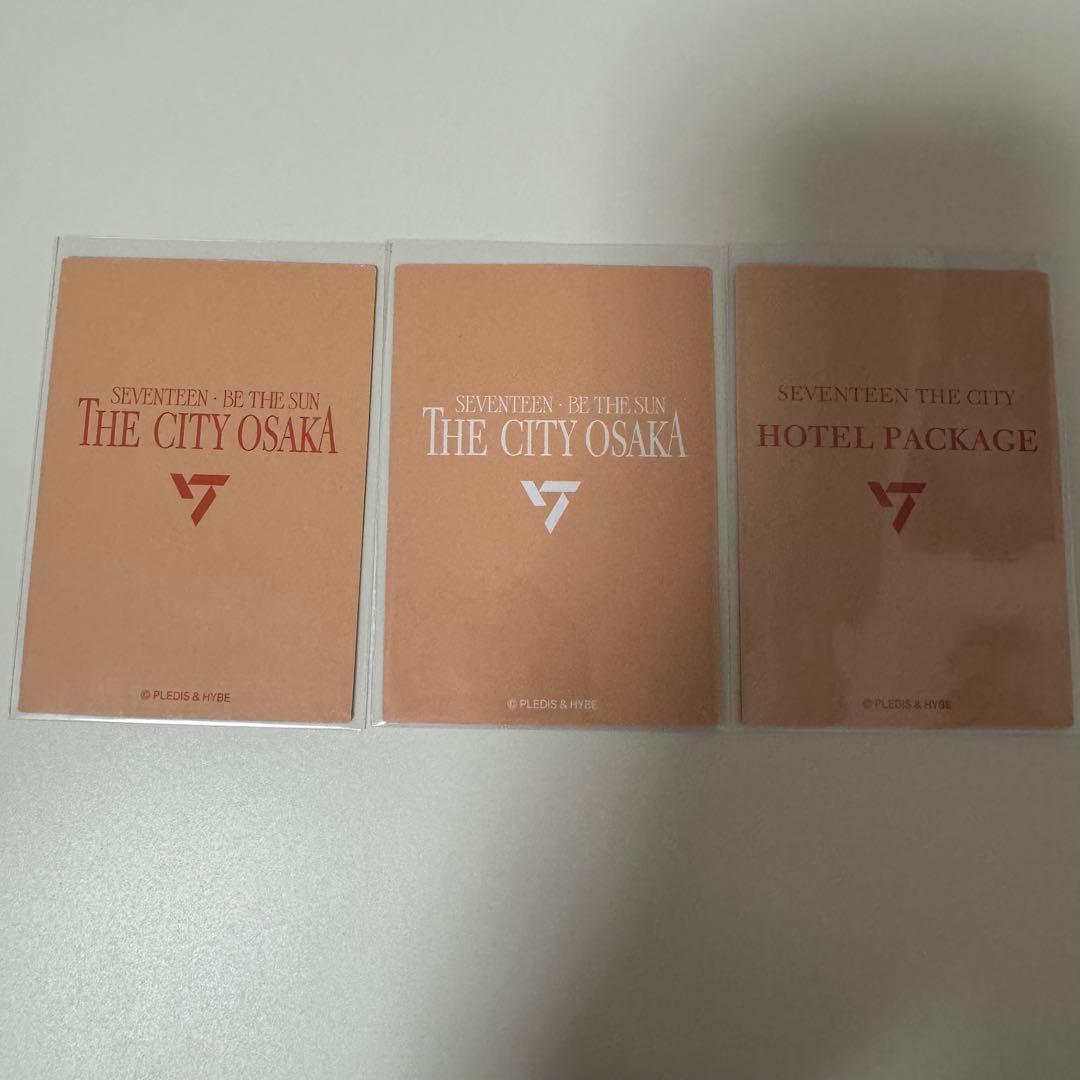 SEVENTEEN · BE THE SUN
THE CITY OSAKA
© PLEDIS & HYBE
SEVENTEEN · BE THE SUN
THE CITY OSAKA
© PLEDIS & HYBE
SEVENTEEN THE CITY
HOTEL PACKAGE
© PLEDIS & HYBE